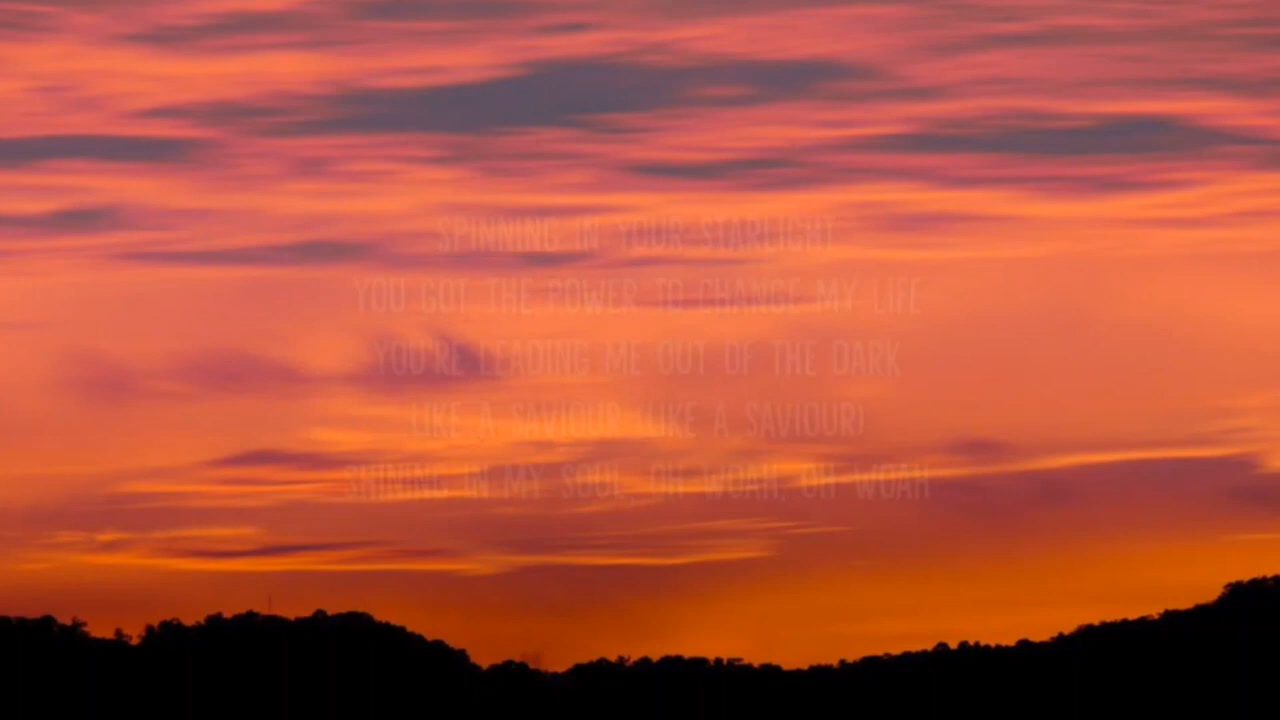 SPINNING IN YOUR STARLIGHT
YOU GOT THE POWER TO CHANGE MY LIFE
YOU'RE LEADING ME OUT OF THE DARK
LIKE A SAVIOUR (LIKE A SAVIOUR)
SHINING IN MY SOUL, OH WOAH, OH WOAH